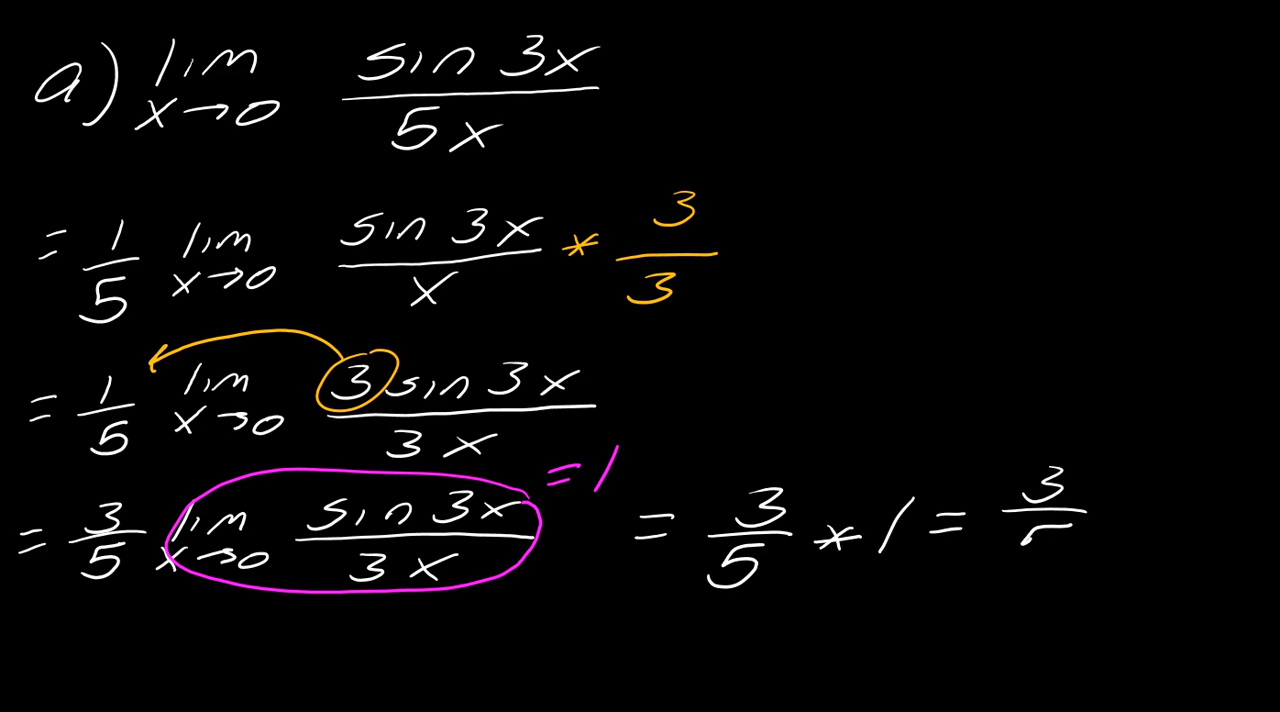 a) lim x→0 sin 3x / 5x
= 1/5 lim x→0 sin 3x / x * 3/3
= 1/5 lim x→0 3 sin 3x / 3x
= 3/5 lim x→0 sin 3x / 3x = 1 = 3/5 * 1 = 3/